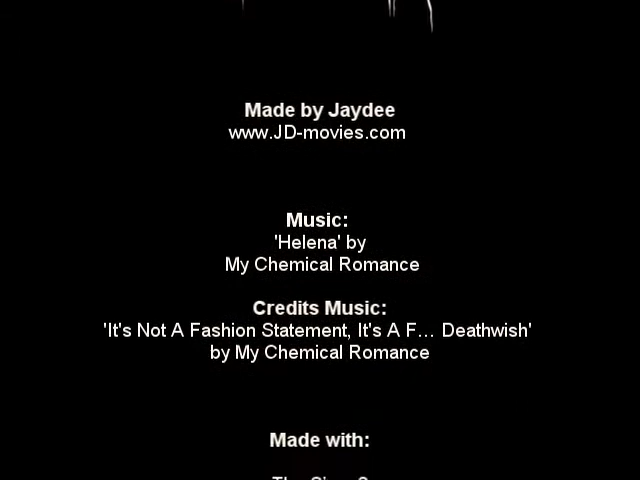 Made by Jaydee
www.JD-movies.com
Music:
'Helena' by
My Chemical Romance
Credits Music:
'It's Not A Fashion Statement, It's A F... Deathwish'
by My Chemical Romance
Made with: